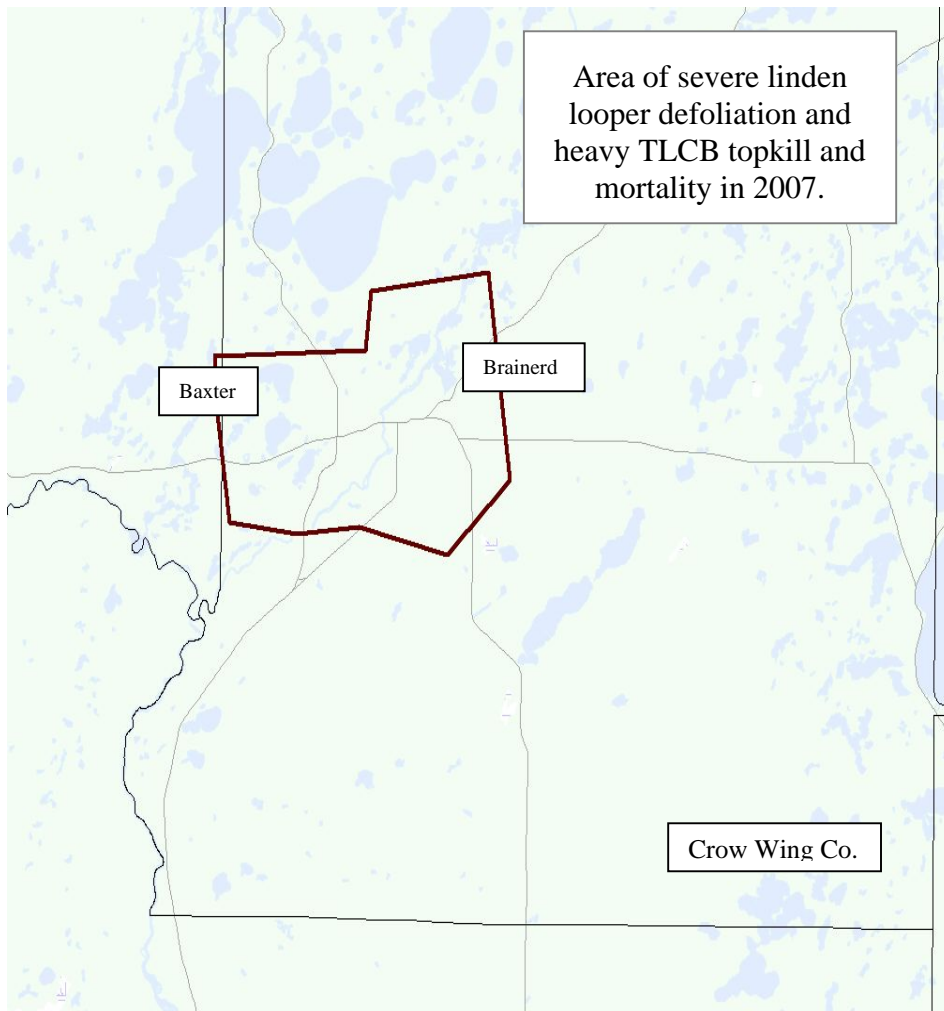 Area of severe linden
looper defoliation and
heavy TLCB topkill and
mortality in 2007.
Baxter
Brainerd
Crow Wing Co.